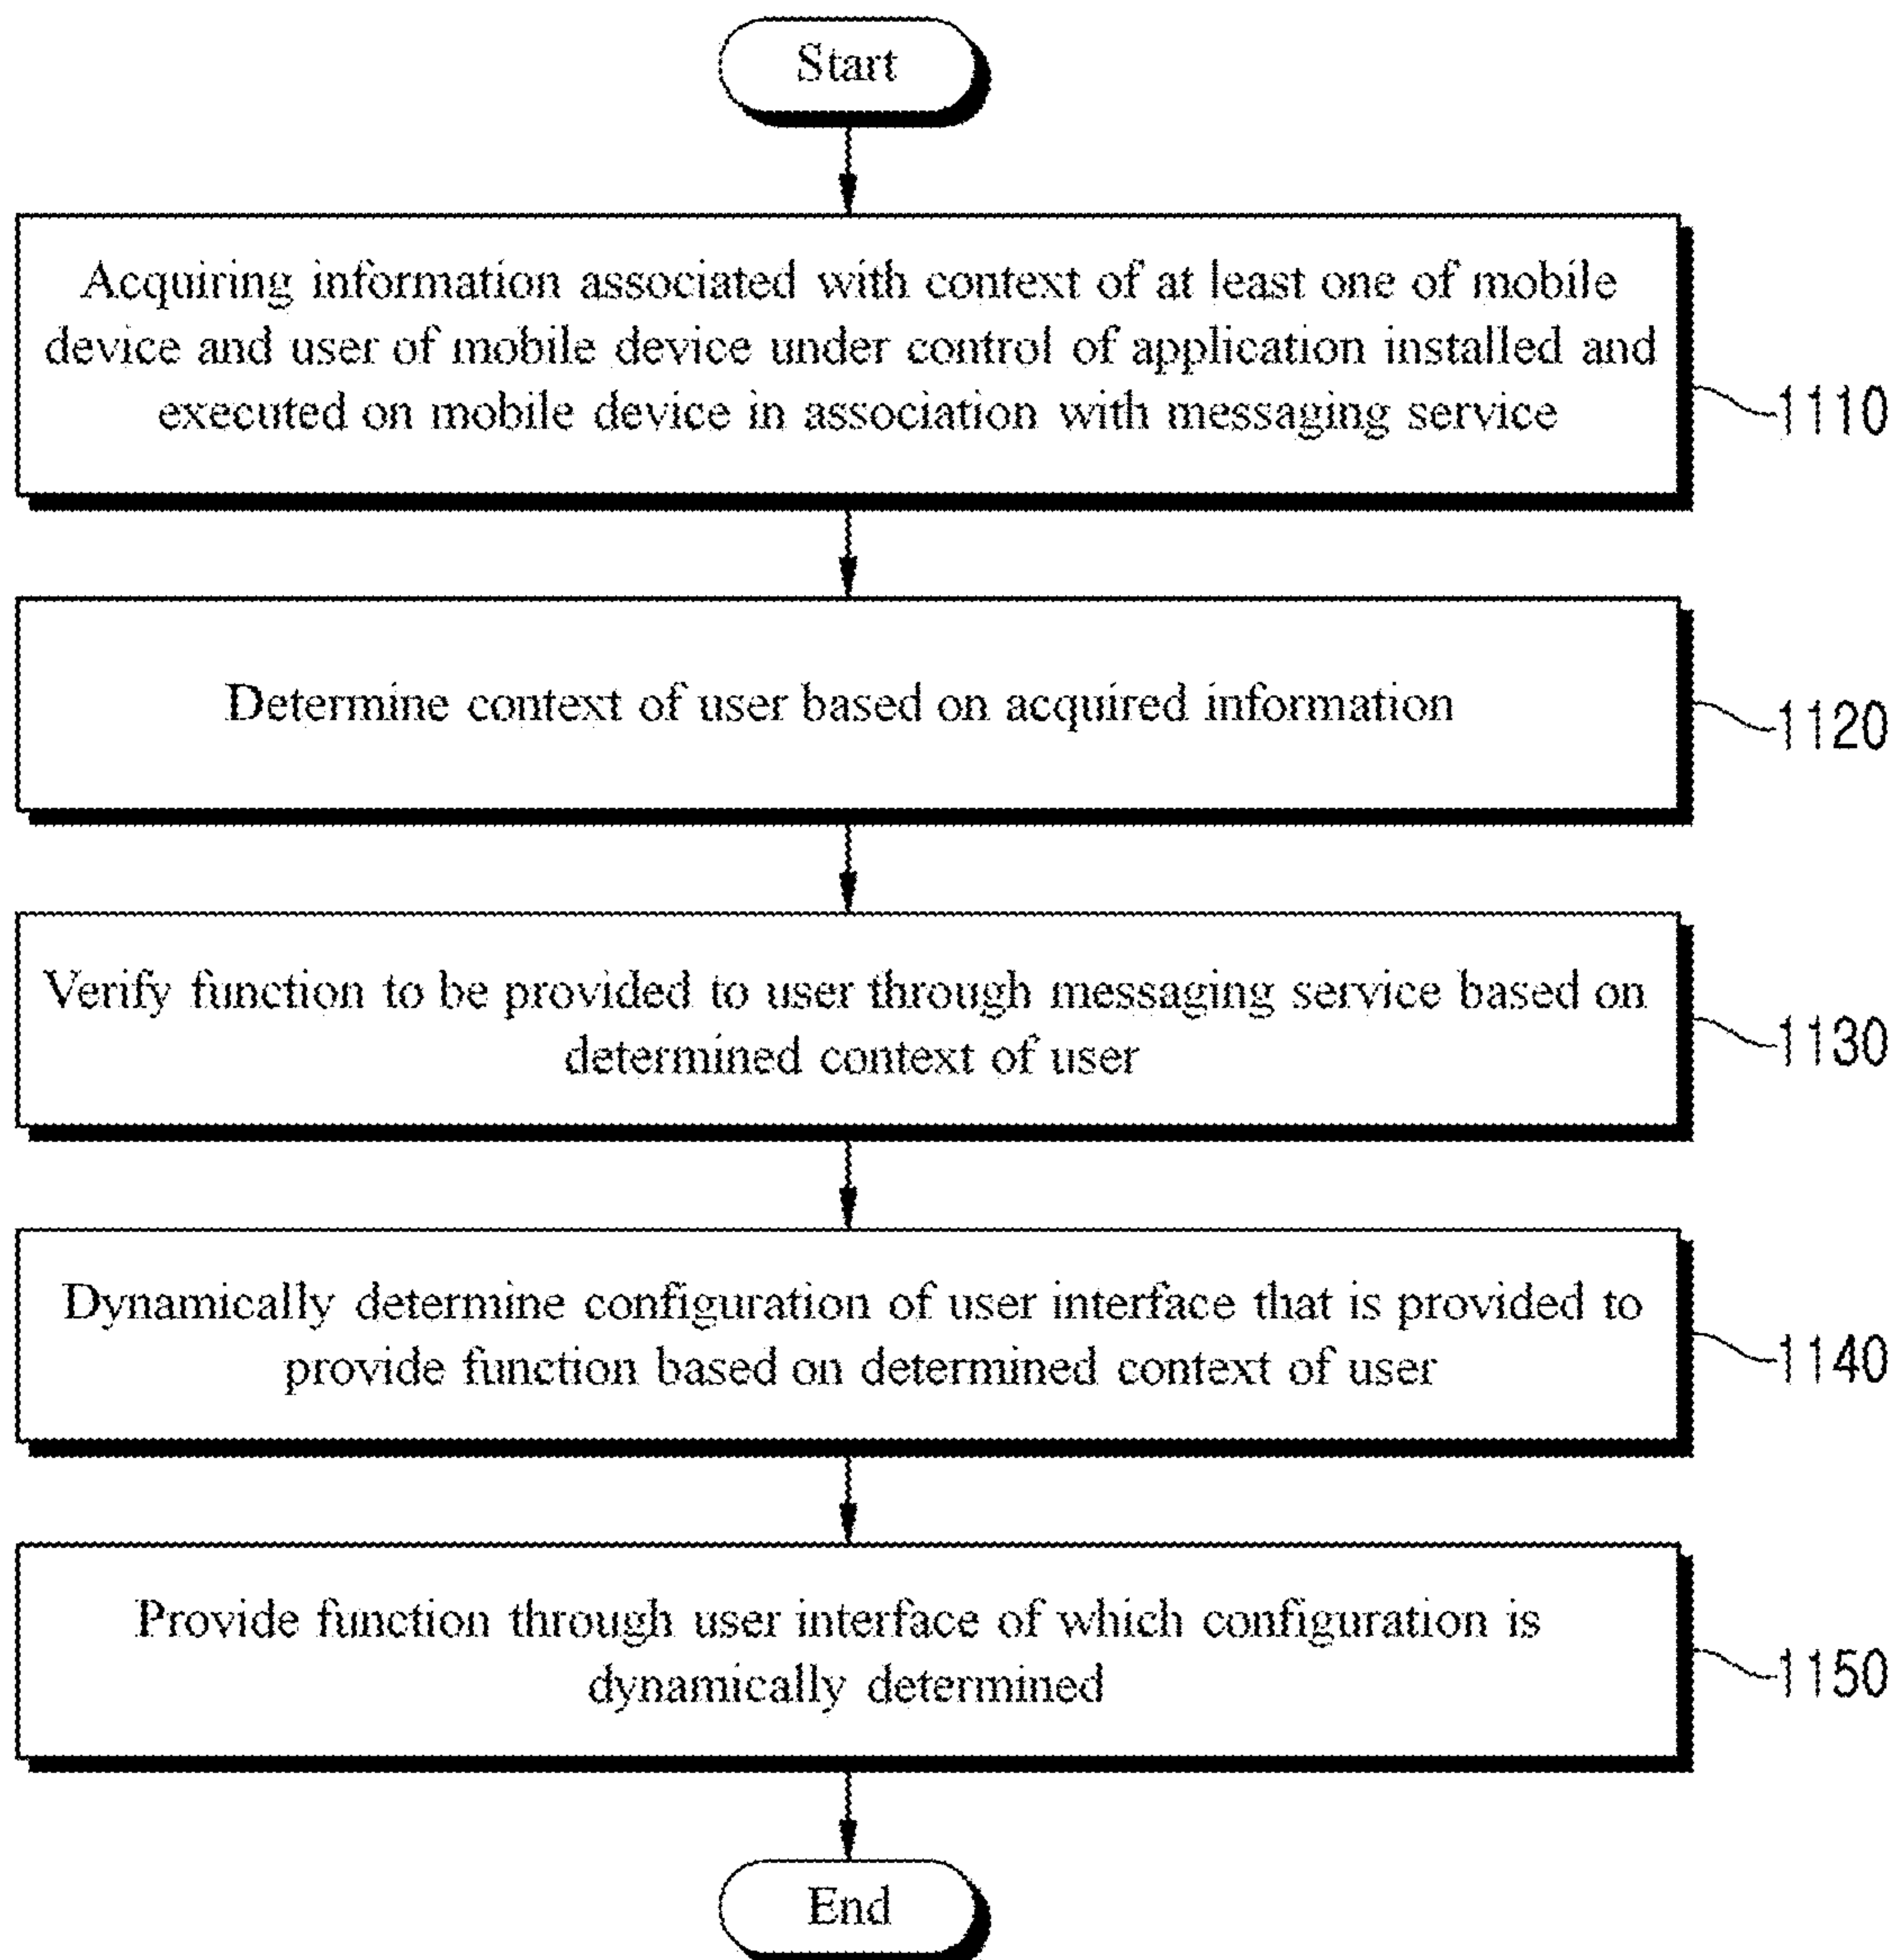 Start
Acquiring information associated with context of at least one of mobile
device and user of mobile device under control of application installed and
executed on mobile device in association with messaging service
1110
Determine context of user based on acquired information
1120
Verify function to be provided to user through messaging service based on
determined context of user
1130
Dynamically determine configuration of user interface that is provided to
provide function based on determined context of user
1140
Provide function through user interface of which configuration is
dynamically determined
1150
End